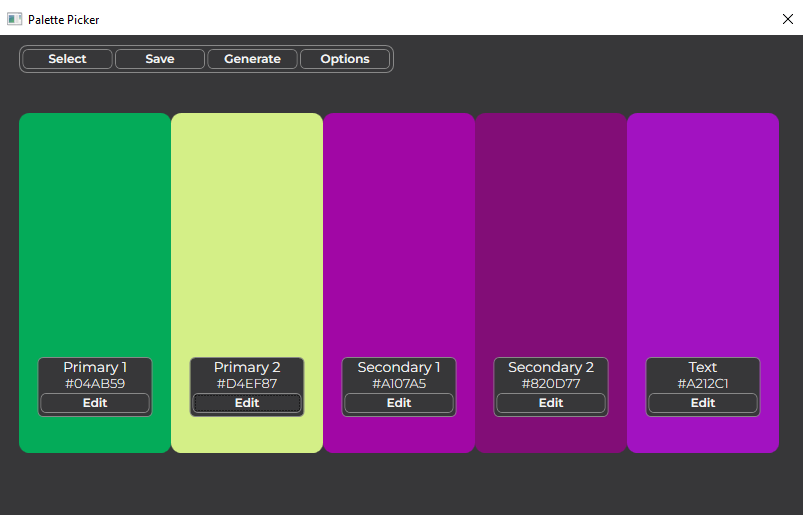 Palette Picker
Select Save Generate Options
Primary 1 Primary 2 Secondary 1 Secondary 2 Text
#04AB59 #D4EF87 #A107A5 #820D77 #A212C1
Edit Edit Edit Edit Edit